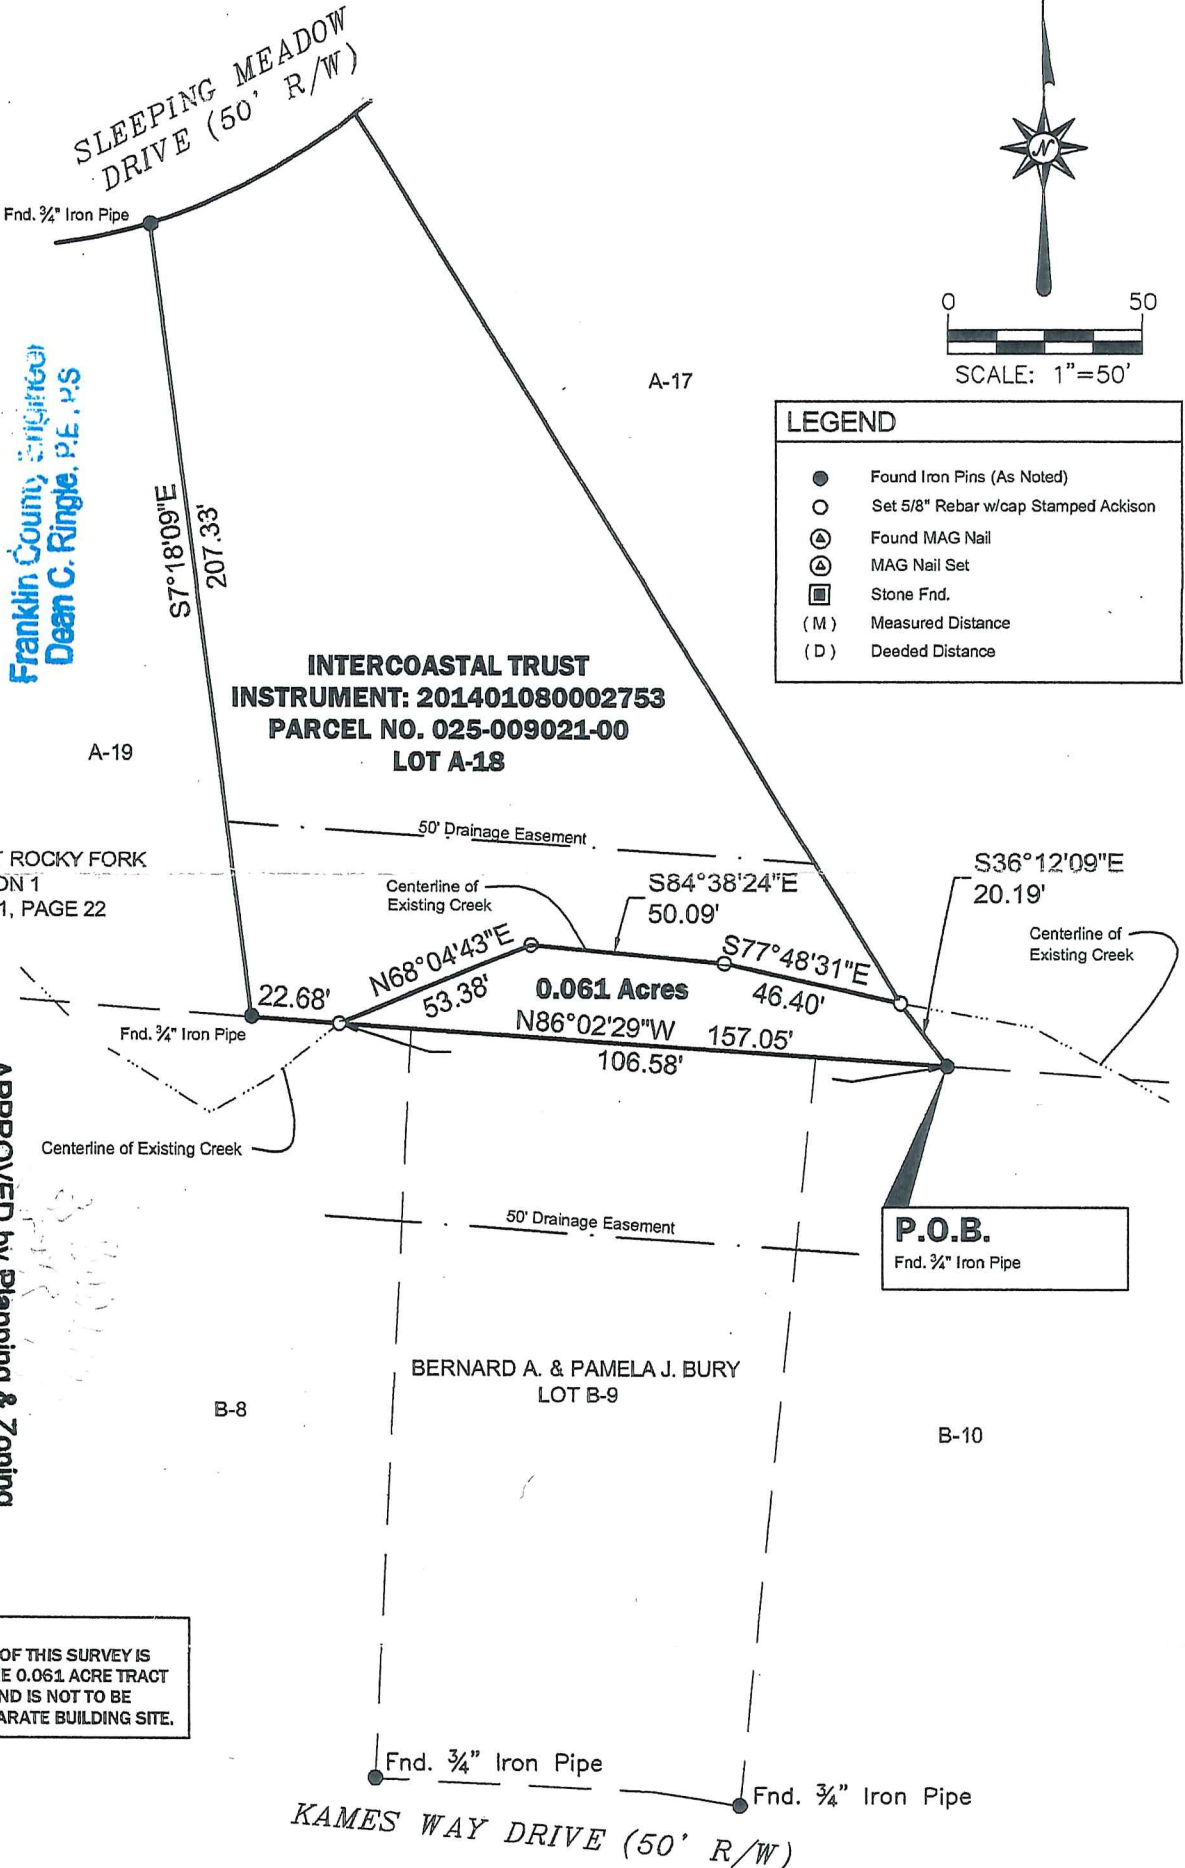 SLEEPING MEADOW
DRIVE (50' R/W)
Fnd. ¾" Iron Pipe
N
0 50
SCALE: 1"=50'
A-17
LEGEND
Found Iron Pins (As Noted)
Set 5/8" Rebar w/cap Stamped Ackison
Found MAG Nail
MAG Nail Set
Stone Fnd.
(M) Measured Distance
(D) Deeded Distance
Franklin County Engineer
Dean C. Ringle, P.E., P.S
S7°18'09"E
207.33'
INTERCOASTAL TRUST
INSTRUMENT: 201401080002753
PARCEL NO. 025-009021-00
LOT A-18
A-19
50' Drainage Easement
ROCKY FORK
ON 1
1, PAGE 22
Centerline of
Existing Creek
S84°38'24"E
50.09'
S36°12'09"E
20.19'
Centerline of
Existing Creek
N68°04'43"E
53.38'
S77°48'31"E
46.40'
0.061 Acres
22.68'
N86°02'29"W 157.05'
106.58'
Fnd. ¾" Iron Pipe
Centerline of Existing Creek
APPROVED by Planning & Zoning
50' Drainage Easement
P.O.B.
Fnd. ¾" Iron Pipe
BERNARD A. & PAMELA J. BURY
LOT B-9
B-8
B-10
OF THIS SURVEY IS
E 0.061 ACRE TRACT
ND IS NOT TO BE
ARATE BUILDING SITE.
Fnd. ¾" Iron Pipe
Fnd. ¾" Iron Pipe
KAMES WAY DRIVE (50' R/W)